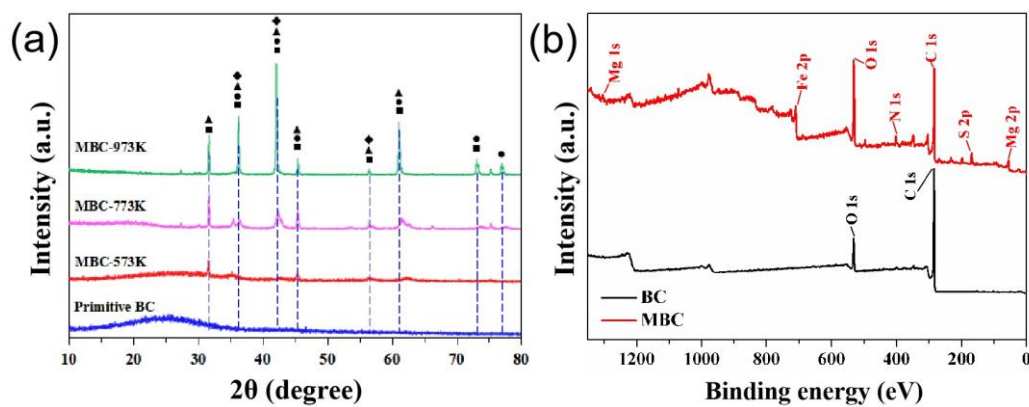 (a)
Intensity (a.u.)
MBC-973K
MBC-773K
MBC-573K
Primitive BC
10 20 30 40 50 60 70 80
2θ (degree)
(b)
Intensity (a.u.)
Mg 1s
Fe 2p
O 1s
N 1s
C 1s
S 2p
Mg 2p
O 1s
C 1s
BC
MBC
1200 1000 800 600 400 200 0
Binding energy (eV)